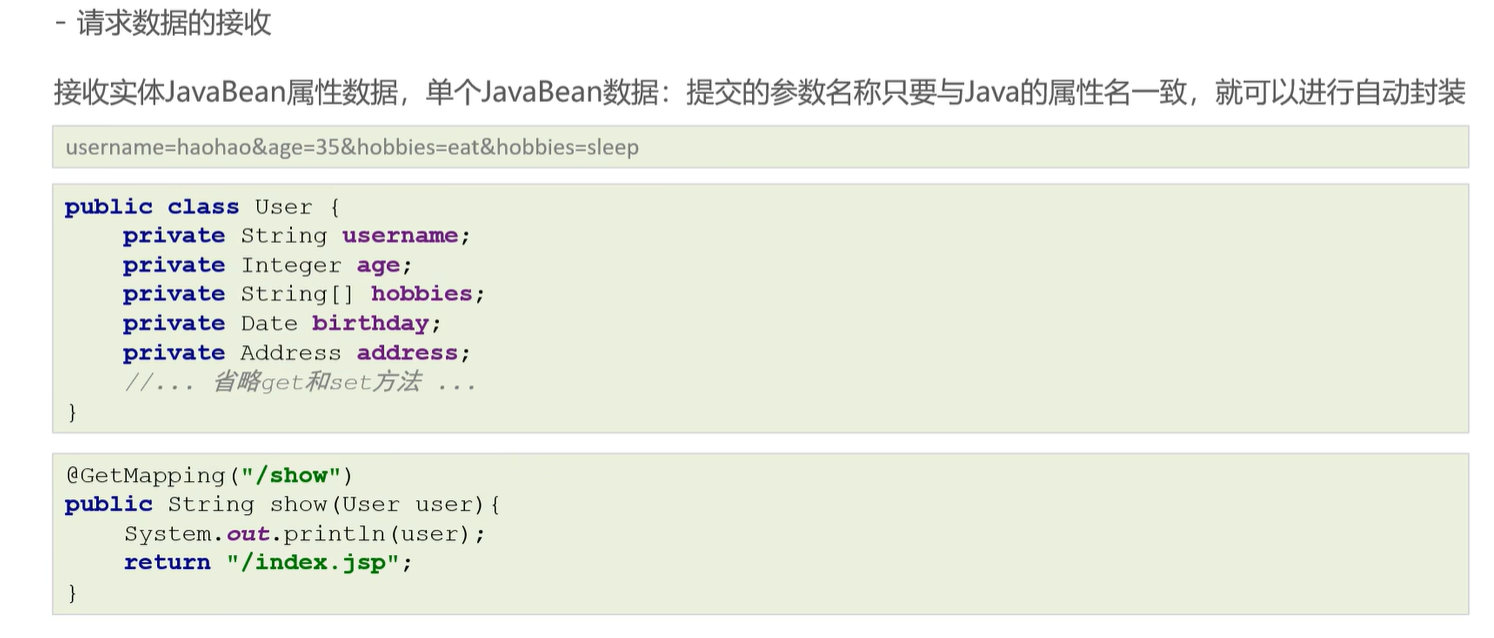 - 请求数据的接收
接收实体JavaBean属性数据，单个JavaBean数据：提交的参数名称只要与Java的属性名一致，就可以进行自动封装
username=haohao&age=35&hobbies=eat&hobbies=sleep
public class User {
    private String username;
    private Integer age;
    private String[] hobbies;
    private Date birthday;
    private Address address;
    //... 省略get和set方法 ...
}
@GetMapping("/show")
public String show(User user){
    System.out.println(user);
    return "/index.jsp";
}